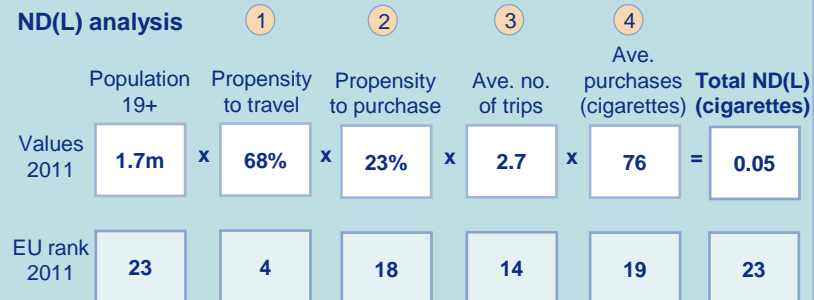 ND(L) analysis 1 2 3 4
Population 19+ Propensity to travel Propensity to purchase Ave. no. of trips Ave. purchases (cigarettes) Total ND(L) (cigarettes)
Values 2011 1.7m x 68% x 23% x 2.7 x 76 = 0.05
EU rank 2011 23 4 18 14 19 23